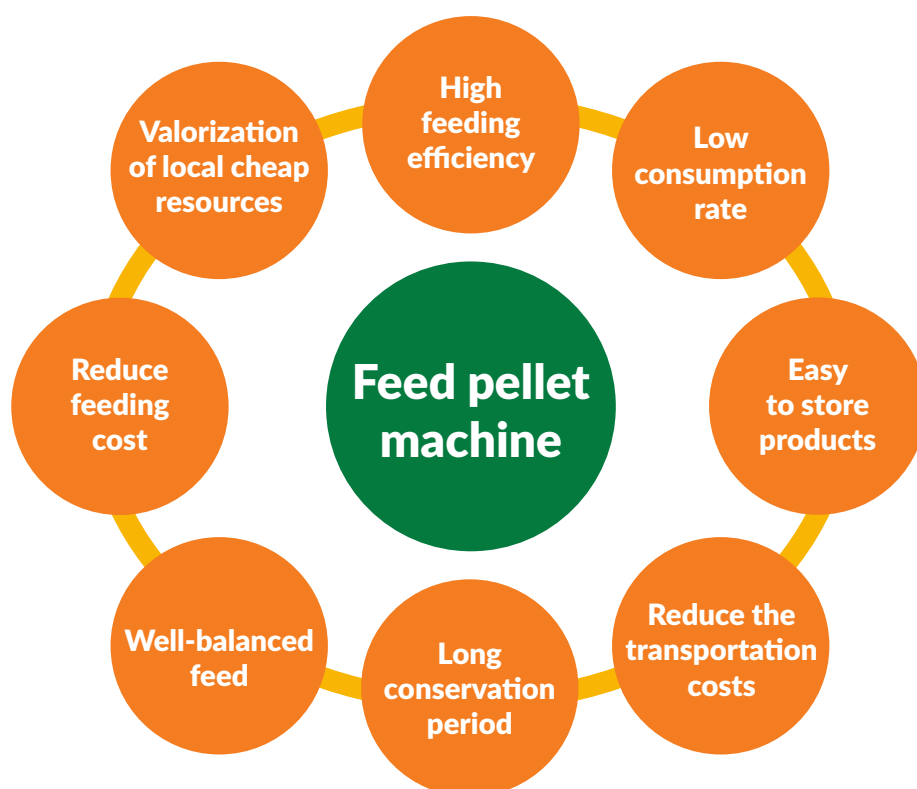 High
feeding
efficiency
Low
consumption
rate
Easy
to store
products
Reduce the
transportation
costs
Long
conservation
period
Well-balanced
feed
Reduce
feeding
cost
Valorization
of local cheap
resources
Feed pellet
machine